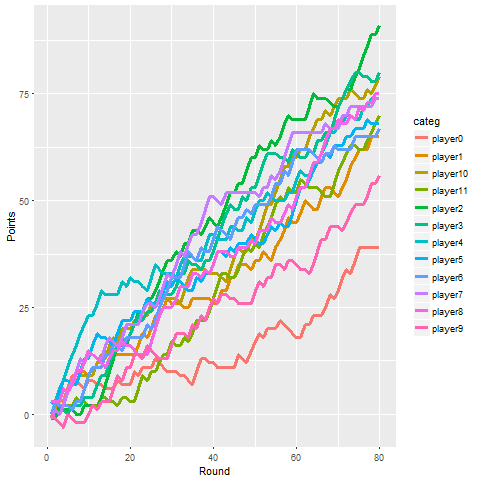 75
50
25
0
Points
0
20
40
60
80
Round
categ
player0
player1
player10
player11
player2
player3
player4
player5
player6
player7
player8
player9